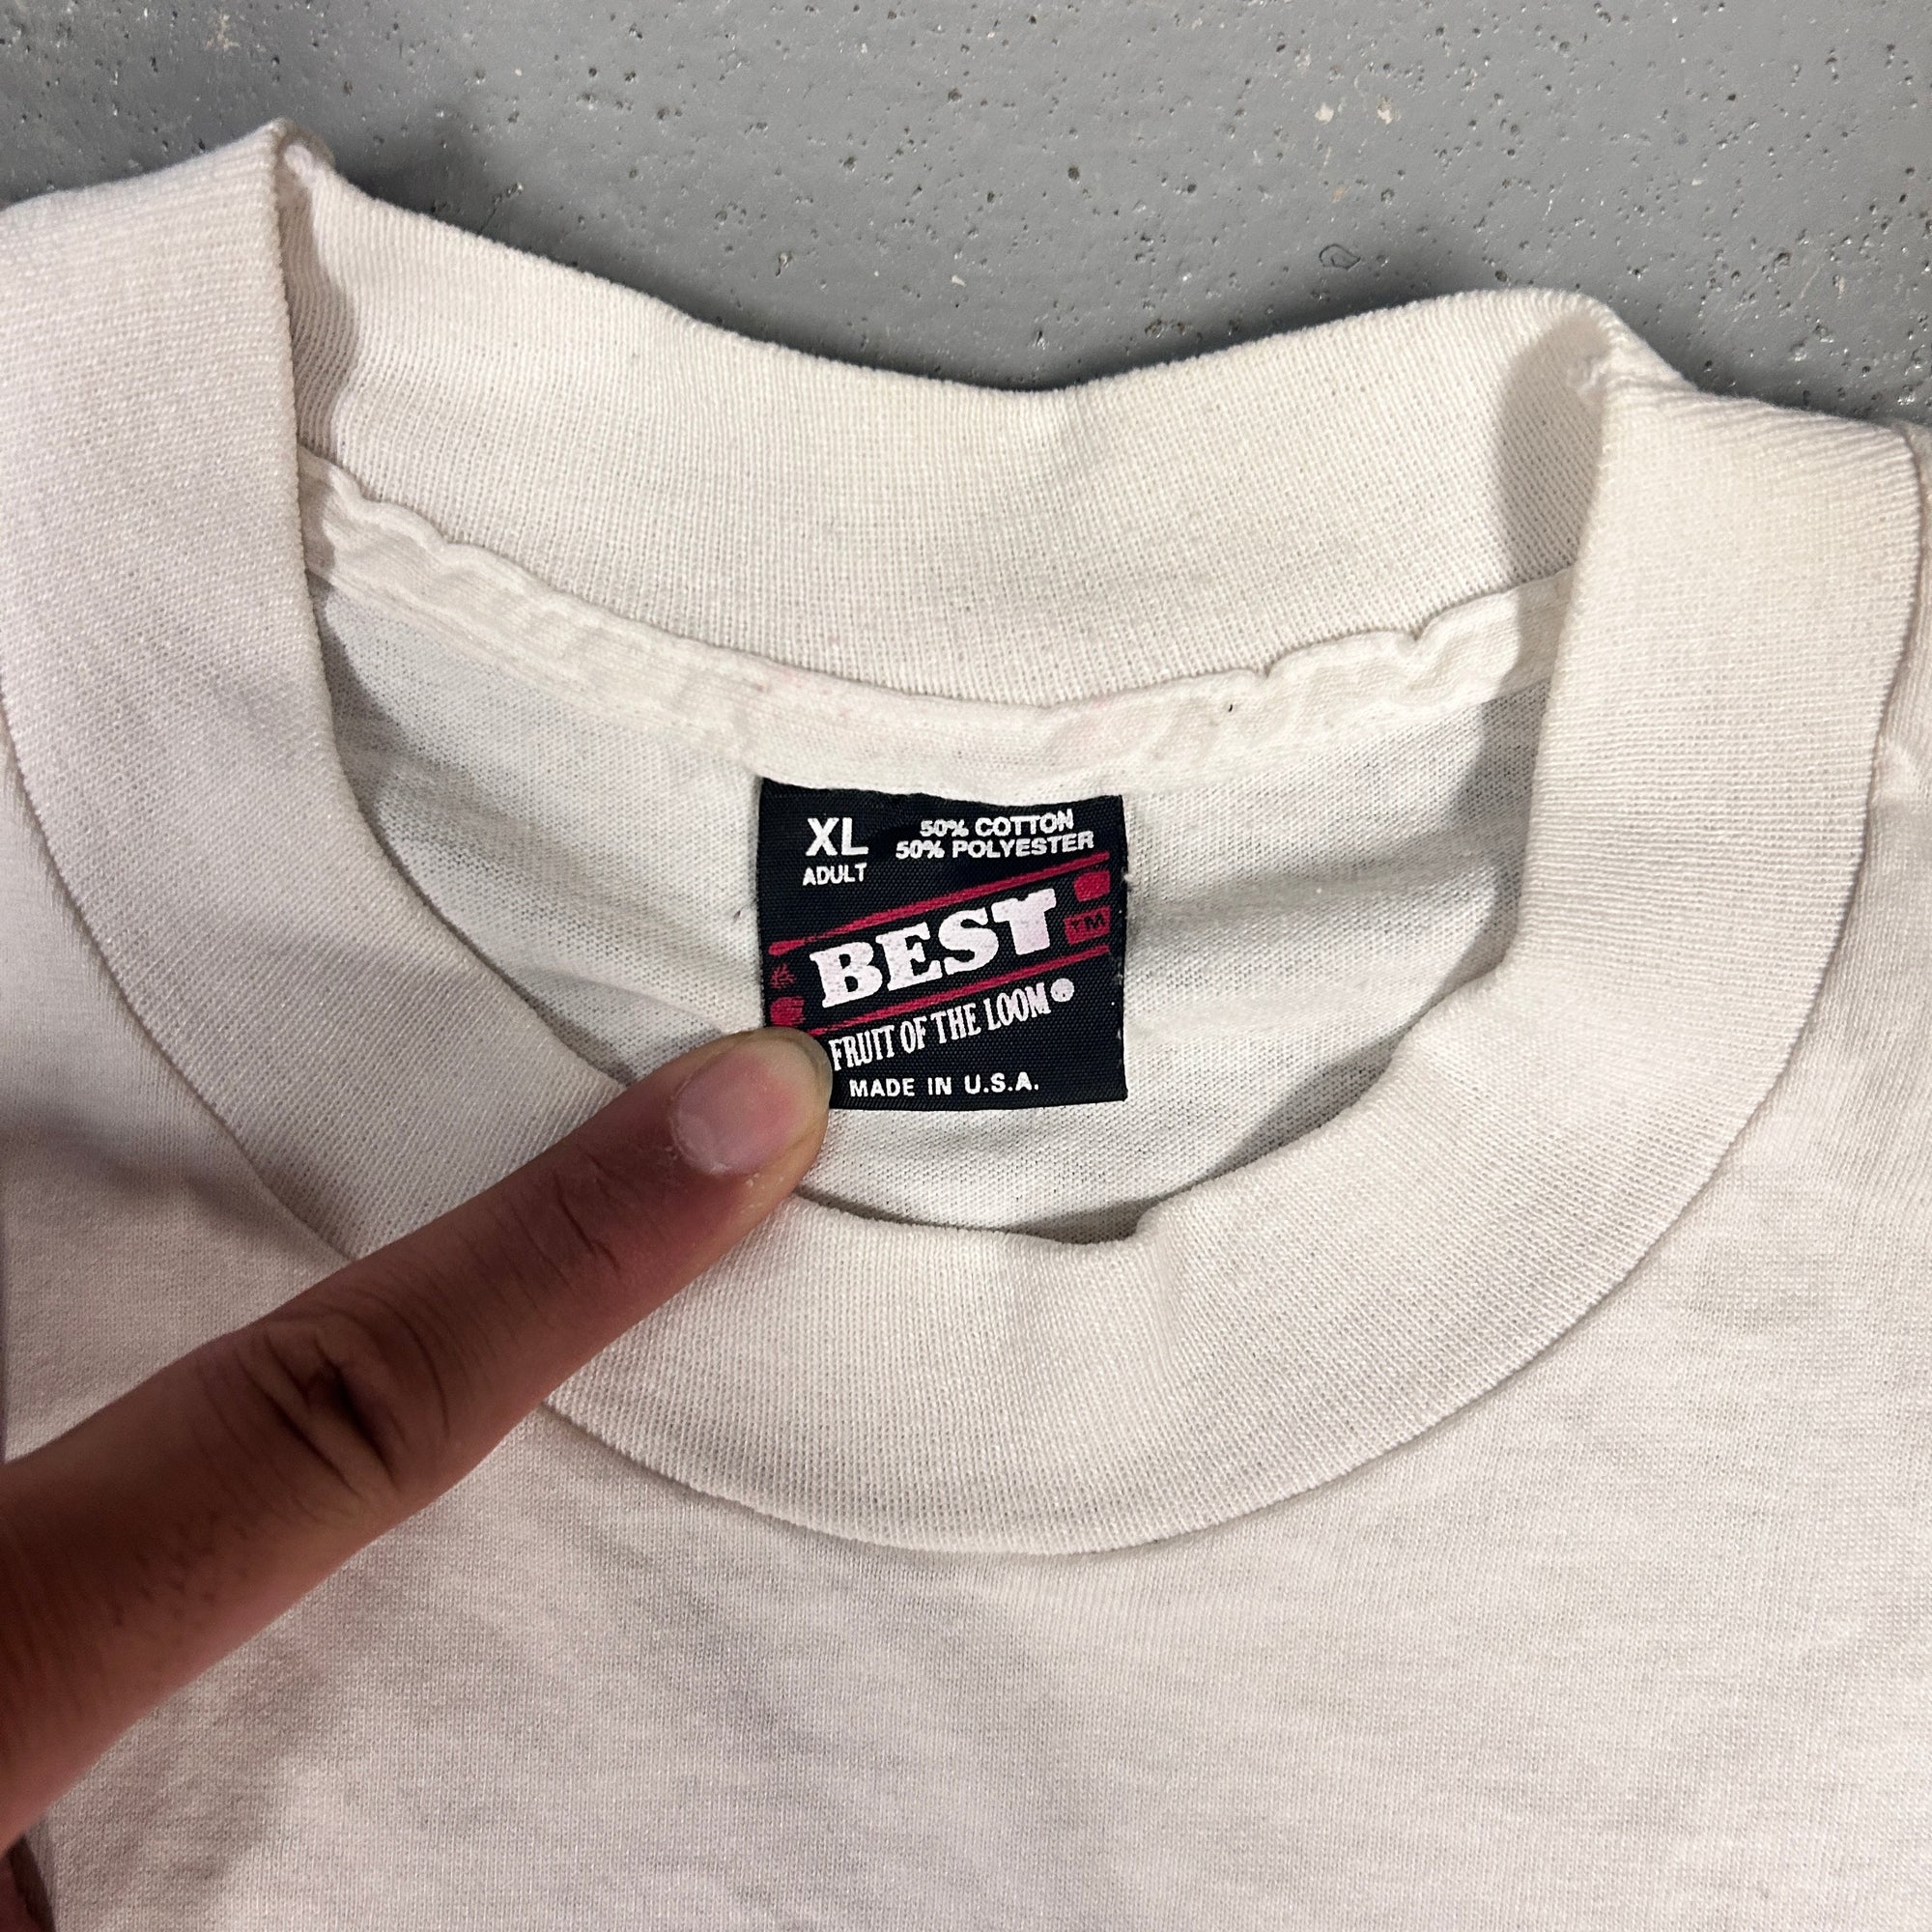 XL
ADULT
50% COTTON
50% POLYESTER
BEST
TM
FRUIT OF THE LOOM
MADE IN U.S.A.